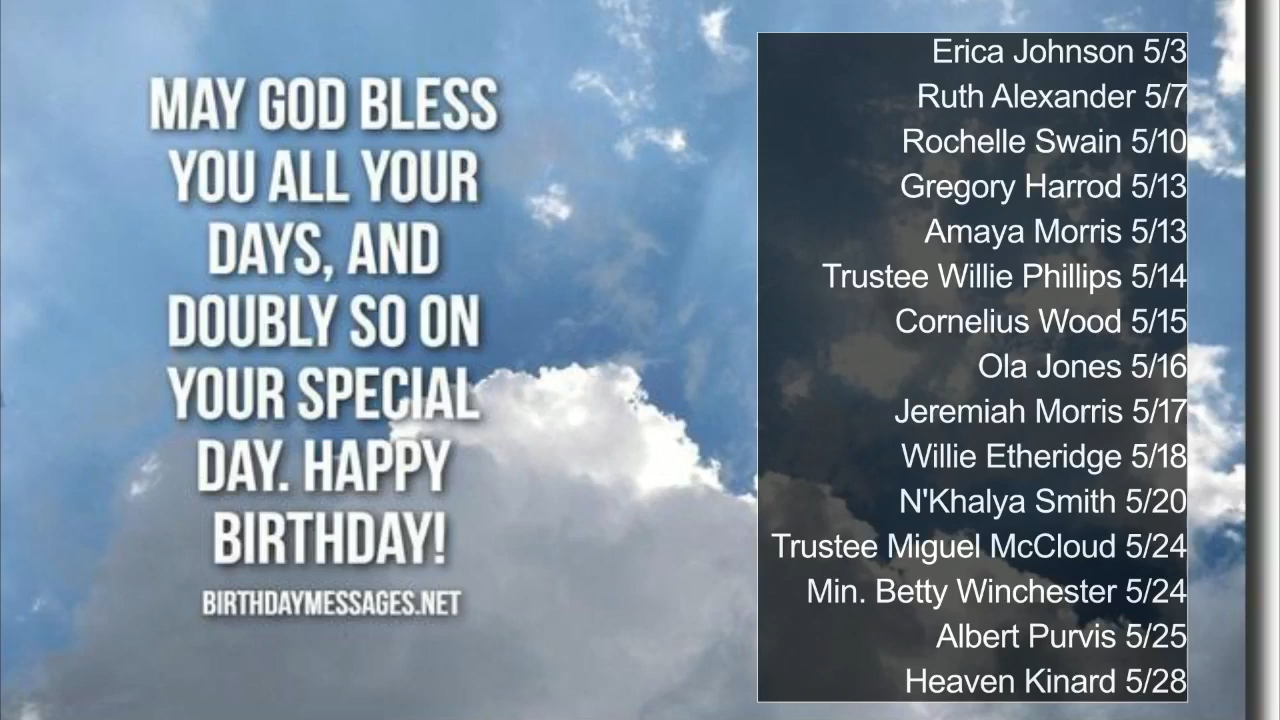 MAY GOD BLESS
YOU ALL YOUR
DAYS, AND
DOUBLY SO ON
YOUR SPECIAL
DAY. HAPPY
BIRTHDAY!
BIRTHDAYMESSAGES.NET
Erica Johnson 5/3
Ruth Alexander 5/7
Rochelle Swain 5/10
Gregory Harrod 5/13
Amaya Morris 5/13
Trustee Willie Phillips 5/14
Cornelius Wood 5/15
Ola Jones 5/16
Jeremiah Morris 5/17
Willie Etheridge 5/18
N'Khalya Smith 5/20
Trustee Miguel McCloud 5/24
Min. Betty Winchester 5/24
Albert Purvis 5/25
Heaven Kinard 5/28